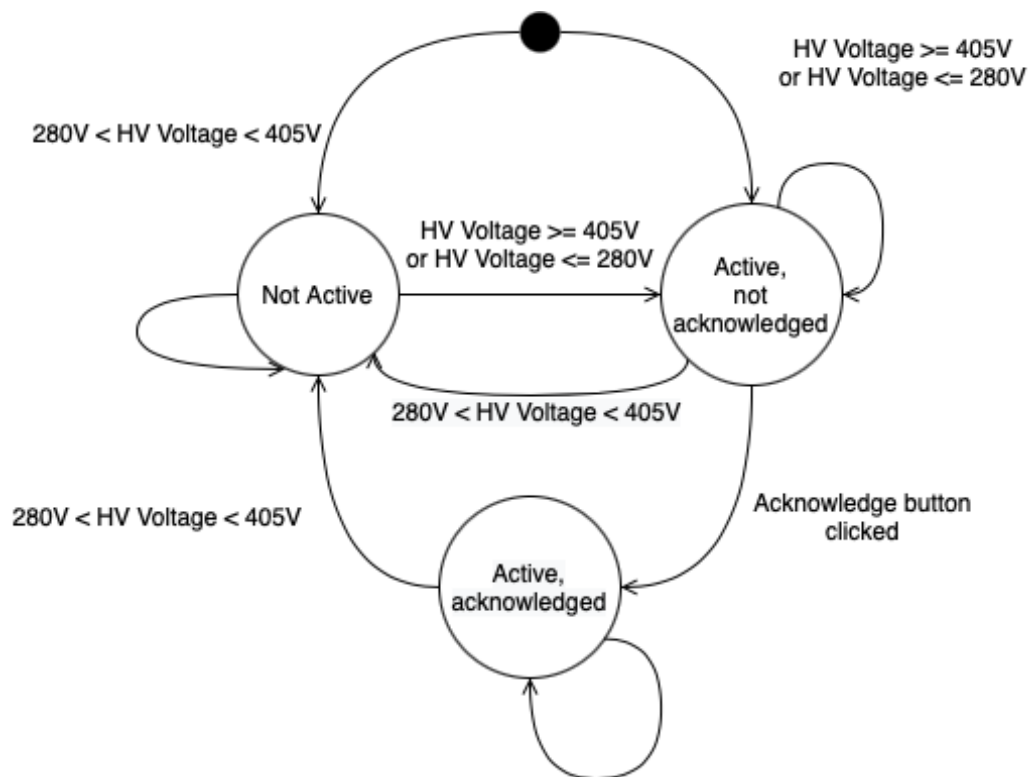 HV Voltage >= 405V
or HV Voltage <= 280V
280V < HV Voltage < 405V
HV Voltage >= 405V
or HV Voltage <= 280V
Not Active
Active,
not
acknowledged
280V < HV Voltage < 405V
280V < HV Voltage < 405V
Acknowledge button
clicked
Active,
acknowledged